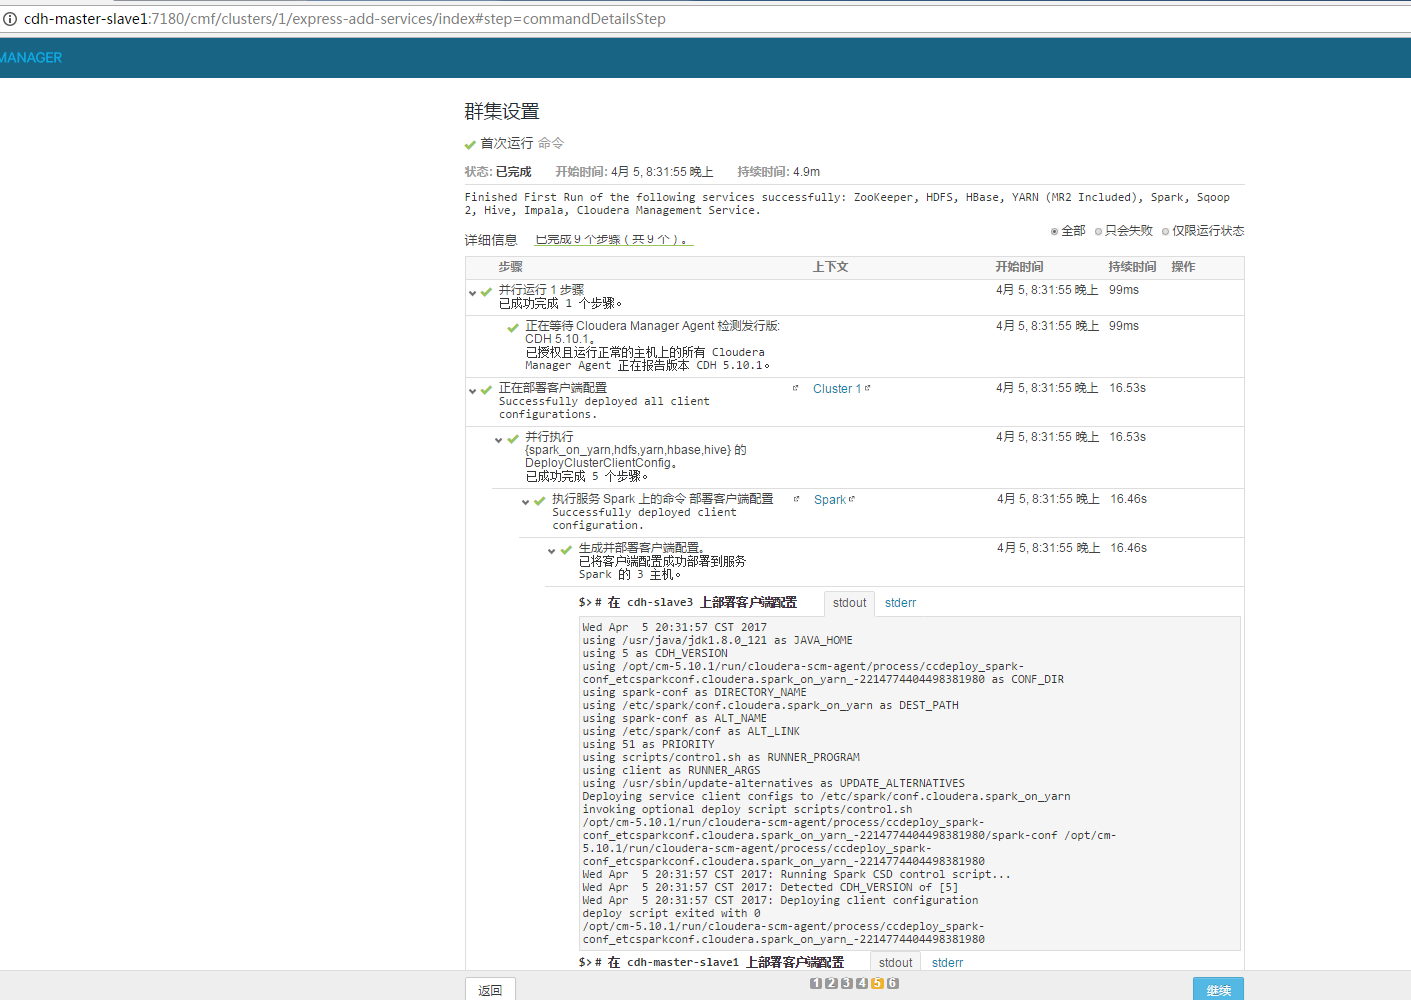 cdh-master-slave1:7180/cmf/clusters/1/express-add-services/index#step=commandDetailsStep
MANAGER
群集设置
首次运行 命令
状态: 已完成 开始时间: 4月 5, 8:31:55 晚上 持续时间: 4.9m
Finished First Run of the following services successfully: ZooKeeper, HDFS, HBase, YARN (MR2 Included), Spark, Sqoop
2, Hive, Impala, Cloudera Management Service.
详细信息 已完成 9 个步骤 ( 共 9 个 ) 。 全部 只会失败 仅限运行状态
步骤 上下文 开始时间 持续时间 操作
并行运行 1 步骤 4月 5, 8:31:55 晚上 99ms
已成功完成 1 个步骤。
正在等待 Cloudera Manager Agent 检测发行版: 4月 5, 8:31:55 晚上 99ms
CDH 5.10.1。
已授权且运行正常的主机上的所有 Cloudera
Manager Agent 正在报告版本 CDH 5.10.1。
正在部署客户端配置 Cluster 1 4月 5, 8:31:55 晚上 16.53s
Successfully deployed all client
configurations.
并行执行 4月 5, 8:31:55 晚上 16.53s
{spark_on_yarn,hdfs,yarn,hbase,hive} 的
DeployClusterClientConfig。
已成功完成 5 个步骤。
执行服务 Spark 上的命令 部署客户端配置 Spark 4月 5, 8:31:55 晚上 16.46s
Successfully deployed client
configuration.
生成并部署客户端配置。 4月 5, 8:31:55 晚上 16.46s
已将客户端配置成功部署到服务
Spark 的 3 主机。
$> # 在 cdh-slave3 上部署客户端配置 stdout stderr
Wed Apr  5 20:31:57 CST 2017
using /usr/java/jdk1.8.0_121 as JAVA_HOME
using 5 as CDH_VERSION
using /opt/cm-5.10.1/run/cloudera-scm-agent/process/ccdeploy_spark-
conf_etcsparkconf.cloudera.spark_on_yarn_-2214774404498381980 as CONF_DIR
using spark-conf as DIRECTORY_NAME
using /etc/spark/conf.cloudera.spark_on_yarn as DEST_PATH
using spark-conf as ALT_NAME
using /etc/spark/conf as ALT_LINK
using 51 as PRIORITY
using scripts/control.sh as RUNNER_PROGRAM
using client as RUNNER_ARGS
using /usr/sbin/update-alternatives as UPDATE_ALTERNATIVES
Deploying service client configs to /etc/spark/conf.cloudera.spark_on_yarn
invoking optional deploy script scripts/control.sh
/opt/cm-5.10.1/run/cloudera-scm-agent/process/ccdeploy_spark-
conf_etcsparkconf.cloudera.spark_on_yarn_-2214774404498381980/spark-conf /opt/cm-
5.10.1/run/cloudera-scm-agent/process/ccdeploy_spark-
conf_etcsparkconf.cloudera.spark_on_yarn_-2214774404498381980
Wed Apr  5 20:31:57 CST 2017: Running Spark CSD control script...
Wed Apr  5 20:31:57 CST 2017: Detected CDH_VERSION of [5]
Wed Apr  5 20:31:57 CST 2017: Deploying client configuration
deploy script exited with 0
/opt/cm-5.10.1/run/cloudera-scm-agent/process/ccdeploy_spark-
conf_etcsparkconf.cloudera.spark_on_yarn_-2214774404498381980
$> # 在 cdh-master-slave1 上部署客户端配置 stdout stderr
返回 1 2 3 4 5 6 继续